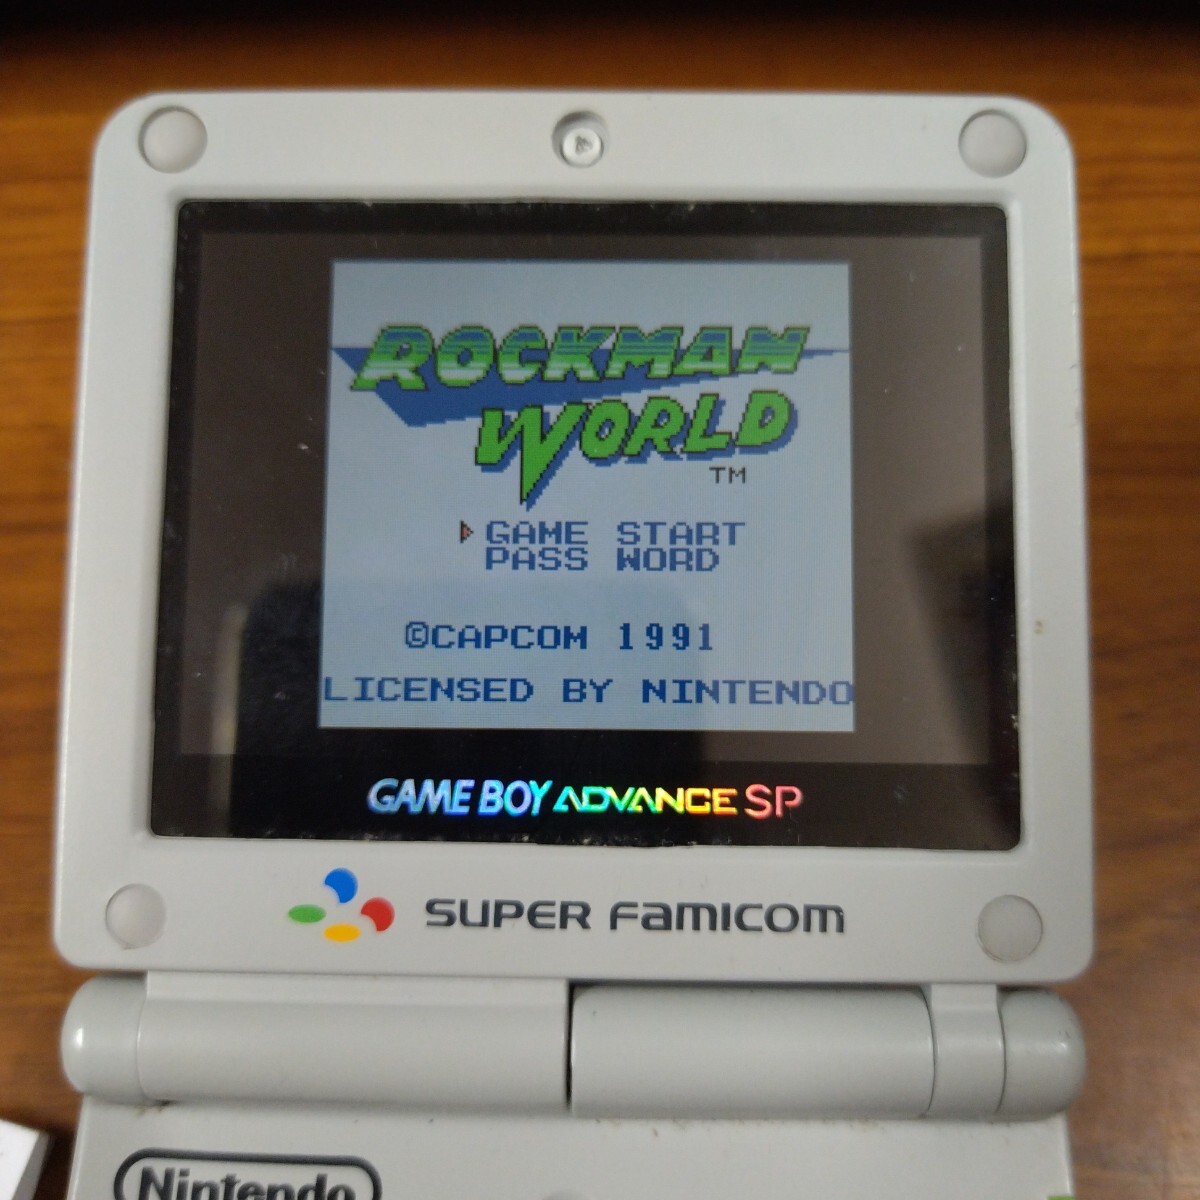 ROCKMAN
WORLD
TM
GAME START
PASS WORD
©CAPCOM 1991
LICENSED BY NINTENDO
GAME BOY ADVANCE SP
SUPER FAMICOM
Nintendo